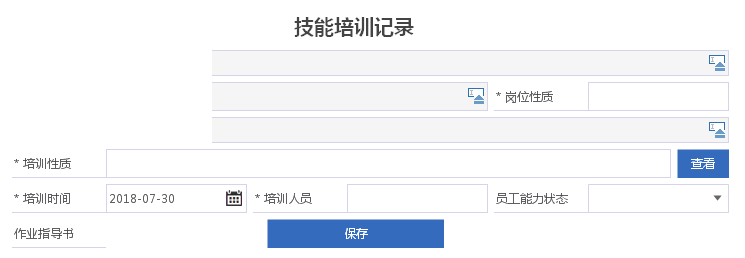 技能培训记录
* 岗位性质
* 培训性质 查看
* 培训时间 2018-07-30 * 培训人员 员工能力状态
作业指导书 保存